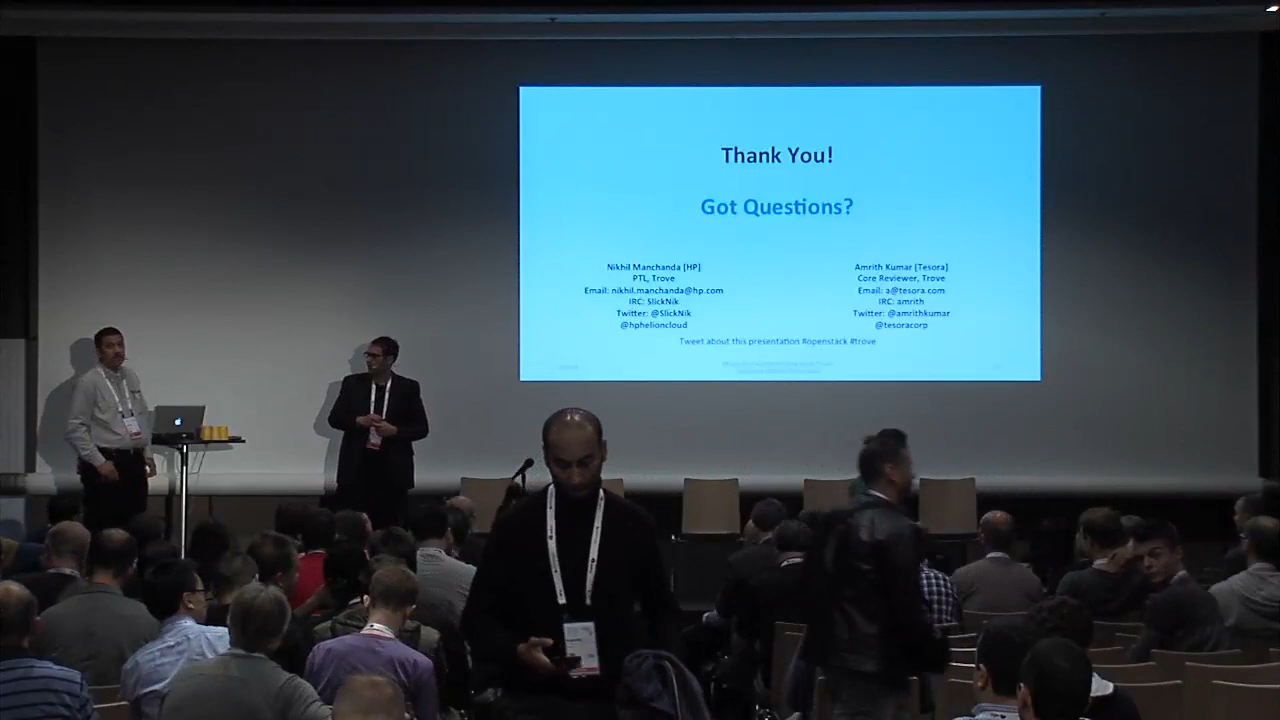 Thank You!
Got Questions?
Nikhil Manchanda [HP]
PTL, Trove
Email: nikhil.manchanda@hp.com
IRC: SlickNik
Twitter: @SlickNik
@hphelioncloud
Amrith Kumar [Tesora]
Core Reviewer, Trove
Email: a@tesora.com
IRC: amrith
Twitter: @amrithkumar
@tesoracorp
Tweet about this presentation #openstack #trove